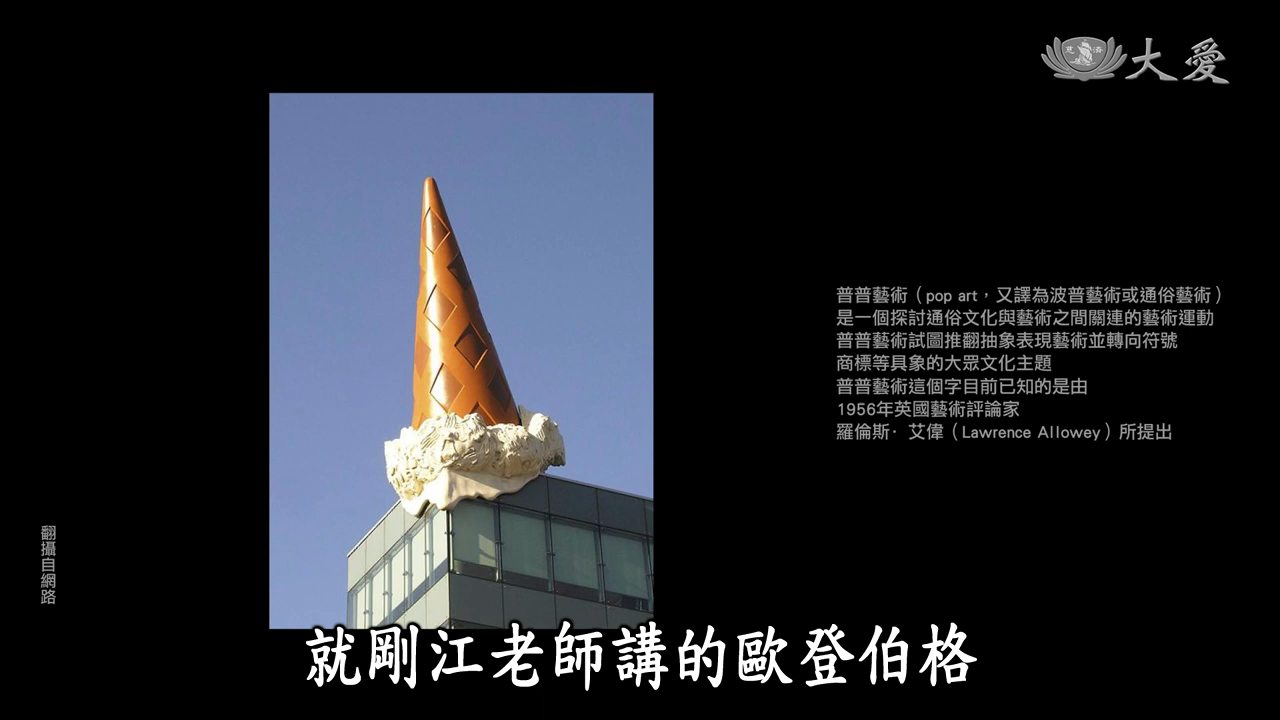 大愛
普普藝術（pop art，又譯為波普藝術或通俗藝術）
是一個探討通俗文化與藝術之間關連的藝術運動
普普藝術試圖推翻抽象表現藝術並轉向符號
商標等具象的大眾文化主題
普普藝術這個字目前已知的是由
1956年英國藝術評論家
羅倫斯·艾偉（Lawrence Allowey）所提出
翻攝自網路
就剛江老師講的歐登伯格